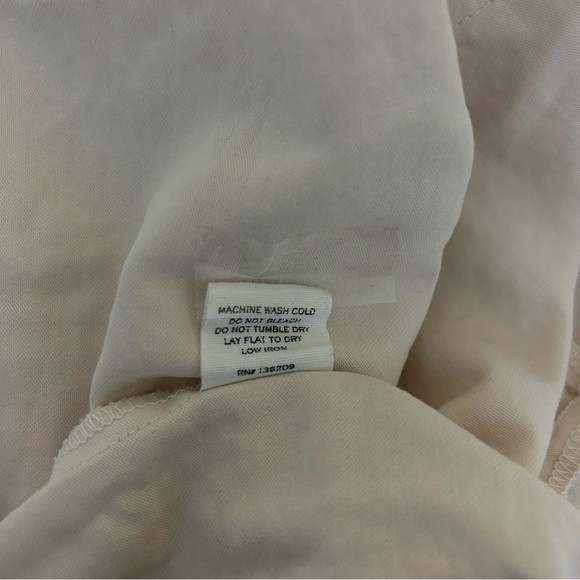 MACHINE WASH COLD
DO NOT BLEACH
DO NOT TUMBLE DRY
LAY FLAT TO DRY
LOW IRON
RN# 136209